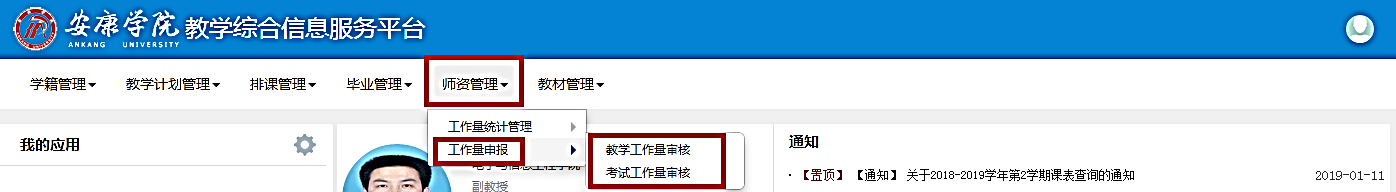 安康学院 教学综合信息服务平台
ANKANG UNIVERSITY
学籍管理 教学计划管理 排课管理 毕业管理 师资管理 教材管理
我的应用
工作量统计管理
工作量申报
教学工作量审核
考试工作量审核
副教授
通知
· 【置顶】【通知】 关于2018-2019学年第2学期课表查询的通知 2019-01-11